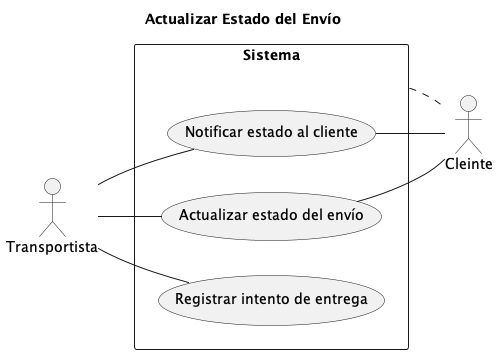 Actualizar Estado del Envío
Sistema
Notificar estado al cliente
Cleinte
Actualizar estado del envío
Transportista
Registrar intento de entrega